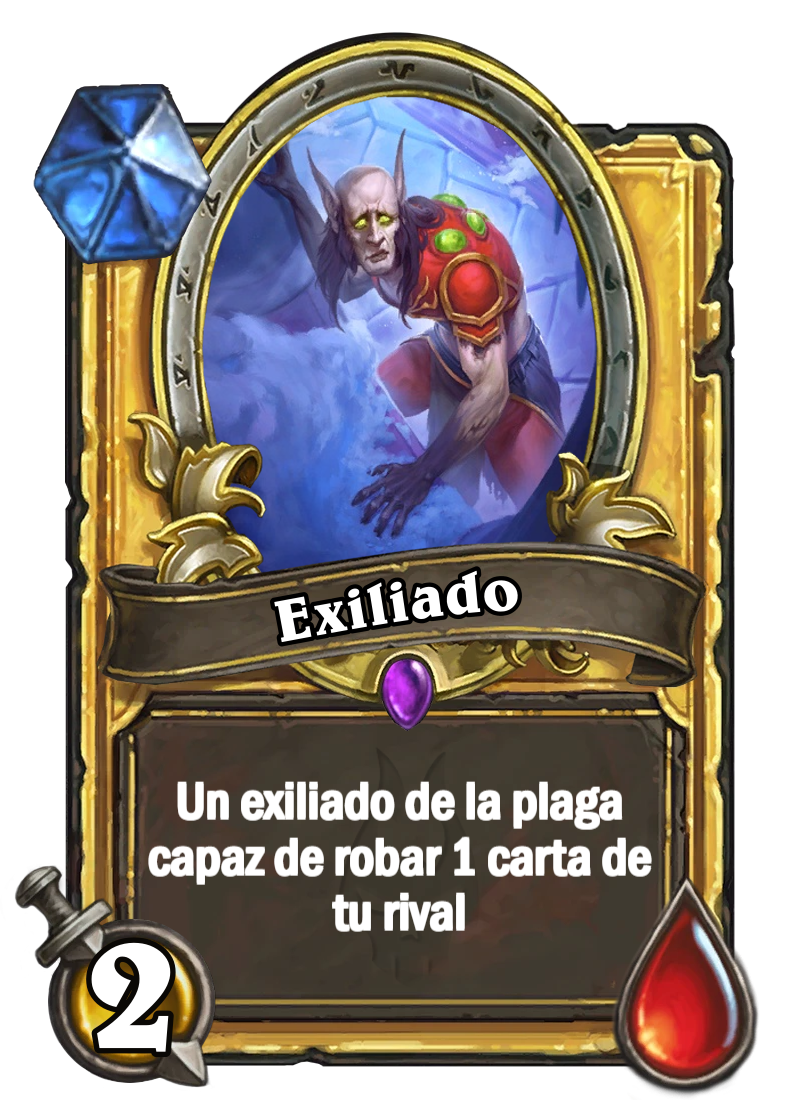 Exiliado
Un exiliado de la plaga
capaz de robar 1 carta de
tu rival
2